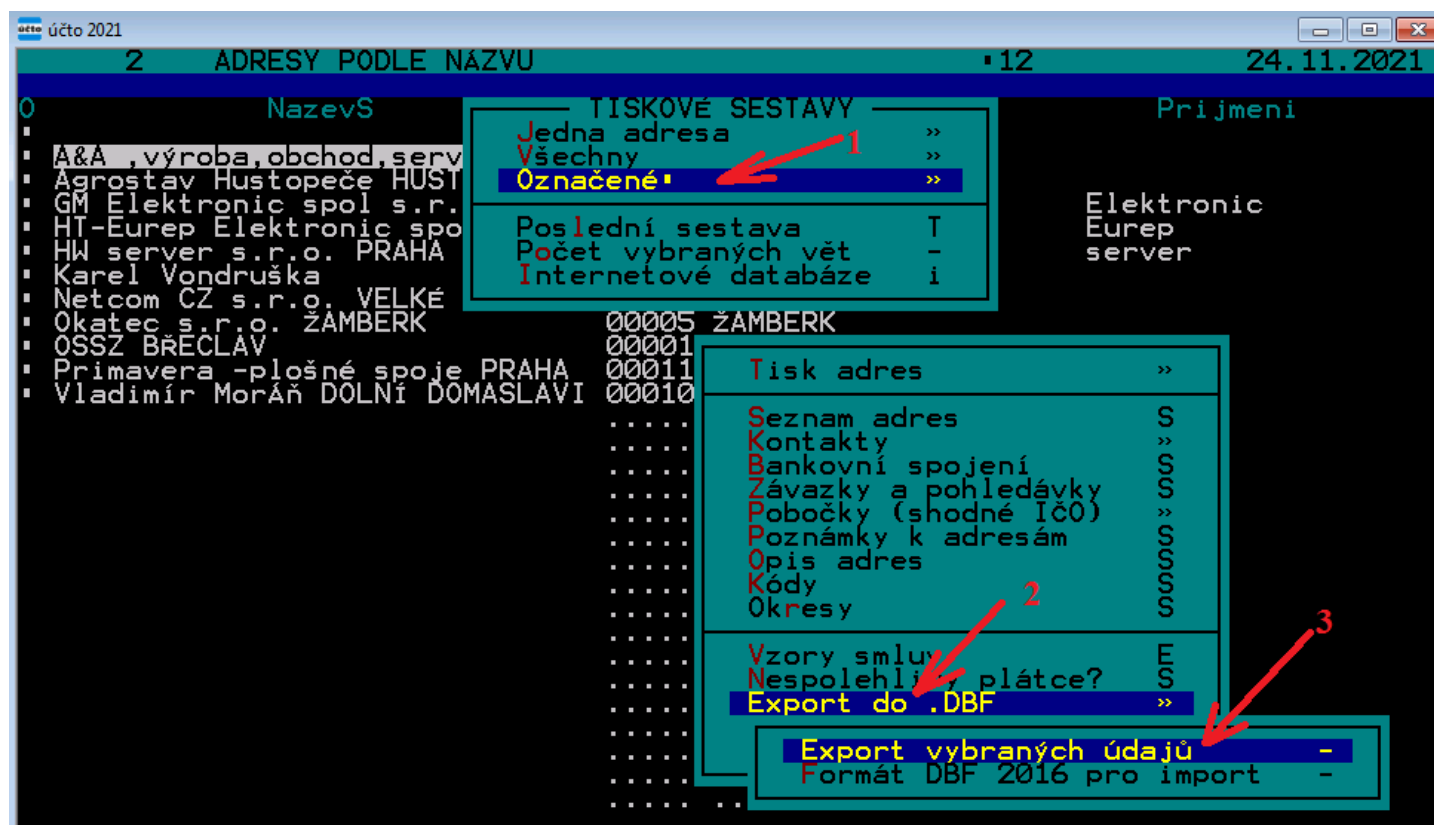 účto účto 2021
2 ADRESY PODLE NÁZVU 12 24.11.2021
O NazevS Prijmeni
TISKOVÉ SESTAVY
Jedna adresa »
1
Všechny »
Označené »
Poslední sestava T
Počet vybraných vět -
Internetové databáze i
A&A ,výroba,obchod,serv
Agrostav Hustopeče HUST
GM Elektronic spol s.r. Elektronic
HT-Eurep Elektronic spo Eurep
HW server s.r.o. PRAHA server
Karel Vondruška
Netcom CZ s.r.o. VELKÉ
Okatec s.r.o. ŽAMBERK 00005 ŽAMBERK
OSSZ BŘECLAV 00001
Primavera -plošné spoje PRAHA 00011
Vladimír MorÁň DOLNÍ DOMASLAVI 00010
Tisk adres »
Seznam adres S
Kontakty »
Bankovní spojení S
Závazky a pohledávky S
Pobočky (shodné IČO) »
Poznámky k adresám S
Opis adres S
Kódy S
2
Okresy S
3
Vzory smluv E
Nespolehlivý plátce? S
Export do .DBF »
Export vybraných údajů -
Formát DBF 2016 pro import -